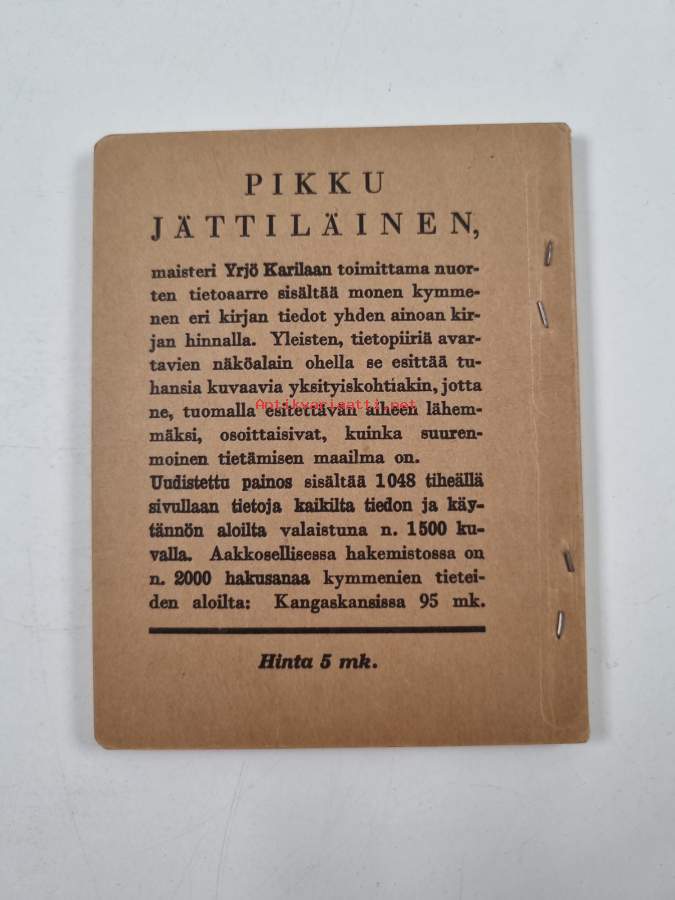 PIKKU
JÄTTILÄINEN,
maisteri Yrjö Karilaan toimittama nuor-
ten tietoaarre sisältää monen kymme-
nen eri kirjan tiedot yhden ainoan kir-
jan hinnalla. Yleisten, tietopiiriä avar-
tavien näköalain ohella se esittää tu-
hansia kuvaavia yksityiskohtiakin, jotta
Antikvariaatti.net
ne, tuomalla esitettävän aiheen lähem-
mäksi, osoittaisivat, kuinka suuren-
moinen tietämisen maailma on.
Uudistettu painos sisältää 1048 tiheällä
sivullaan tietoja kaikilta tiedon ja käy-
tännön aloilta valaistuna n. 1500 ku-
valla. Aakkosellisessa hakemistossa on
n. 2000 hakusanaa kymmenien tietei-
den aloilta: Kangaskansissa 95 mk.
Hinta 5 mk.